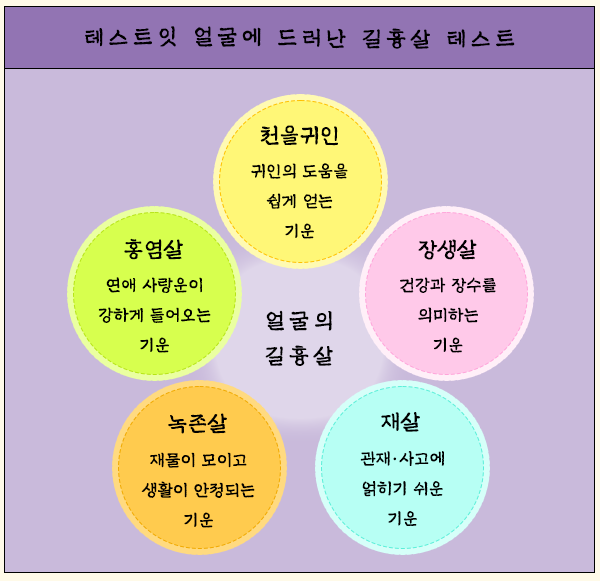 테스트잇 얼굴에 드러난 길흉살 테스트
천을귀인
귀인의 도움을
쉽게 얻는
기운
홍염살
연애 사랑운이
강하게 들어오는
기운
장생살
건강과 장수를
의미하는
기운
얼굴의
길흉살
녹존살
재물이 모이고
생활이 안정되는
기운
재살
관재·사고에
얽히기 쉬운
기운